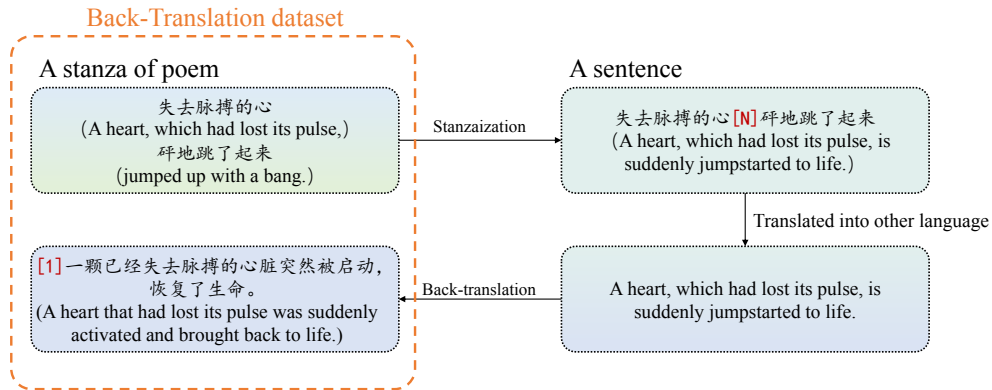 Back-Translation dataset
A stanza of poem
失去脉搏的心
(A heart, which had lost its pulse,)
砰地跳了起来
(jumped up with a bang.)
Stanzaization
A sentence
失去脉搏的心[N]砰地跳了起来
(A heart, which had lost its pulse, is
suddenly jumpstarted to life.)
Translated into other language
A heart, which had lost its pulse, is
suddenly jumpstarted to life.
Back-translation
[1]一颗已经失去脉搏的心脏突然被启动,
恢复了生命。
(A heart that had lost its pulse was suddenly
activated and brought back to life.)